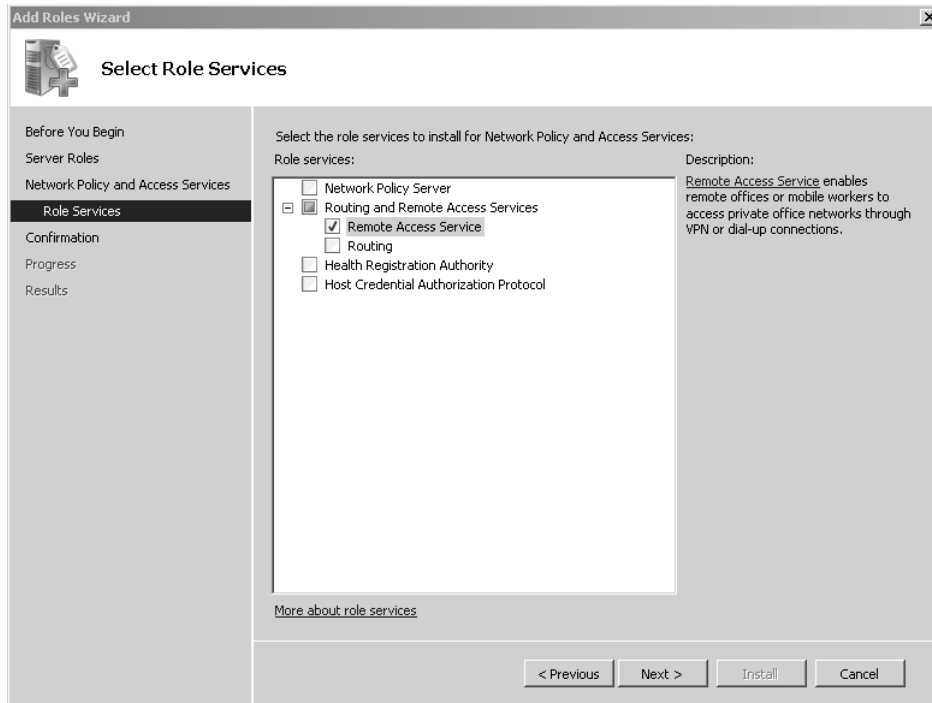 Add Roles Wizard
Select Role Services
Before You Begin
Server Roles
Network Policy and Access Services
Role Services
Confirmation
Progress
Results
Select the role services to install for Network Policy and Access Services:
Role services:
Network Policy Server
Routing and Remote Access Services
Remote Access Service
Routing
Health Registration Authority
Host Credential Authorization Protocol
More about role services
Description:
Remote Access Service enables
remote offices or mobile workers to
access private office networks through
VPN or dial-up connections.
< Previous
Next >
Install
Cancel